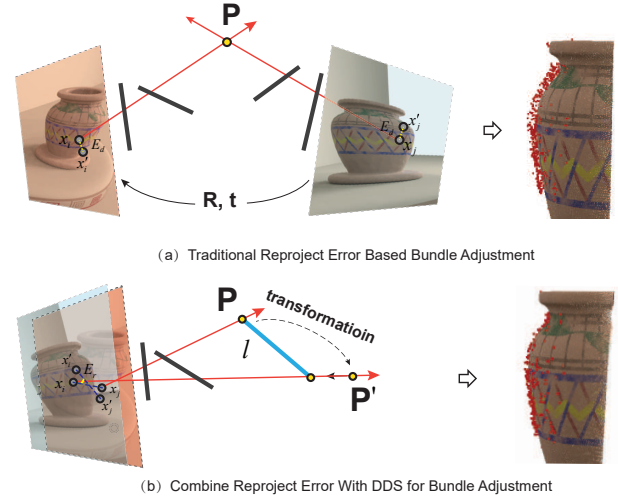 P
x_i E_d
x'_i
x'_j
E_d
x_j
R, t
(a) Traditional Reproject Error Based Bundle Adjustment
P
transformatioin
l
x'_i E_r
x_i
x_j
x'_j
P'
(b) Combine Reproject Error With DDS for Bundle Adjustment